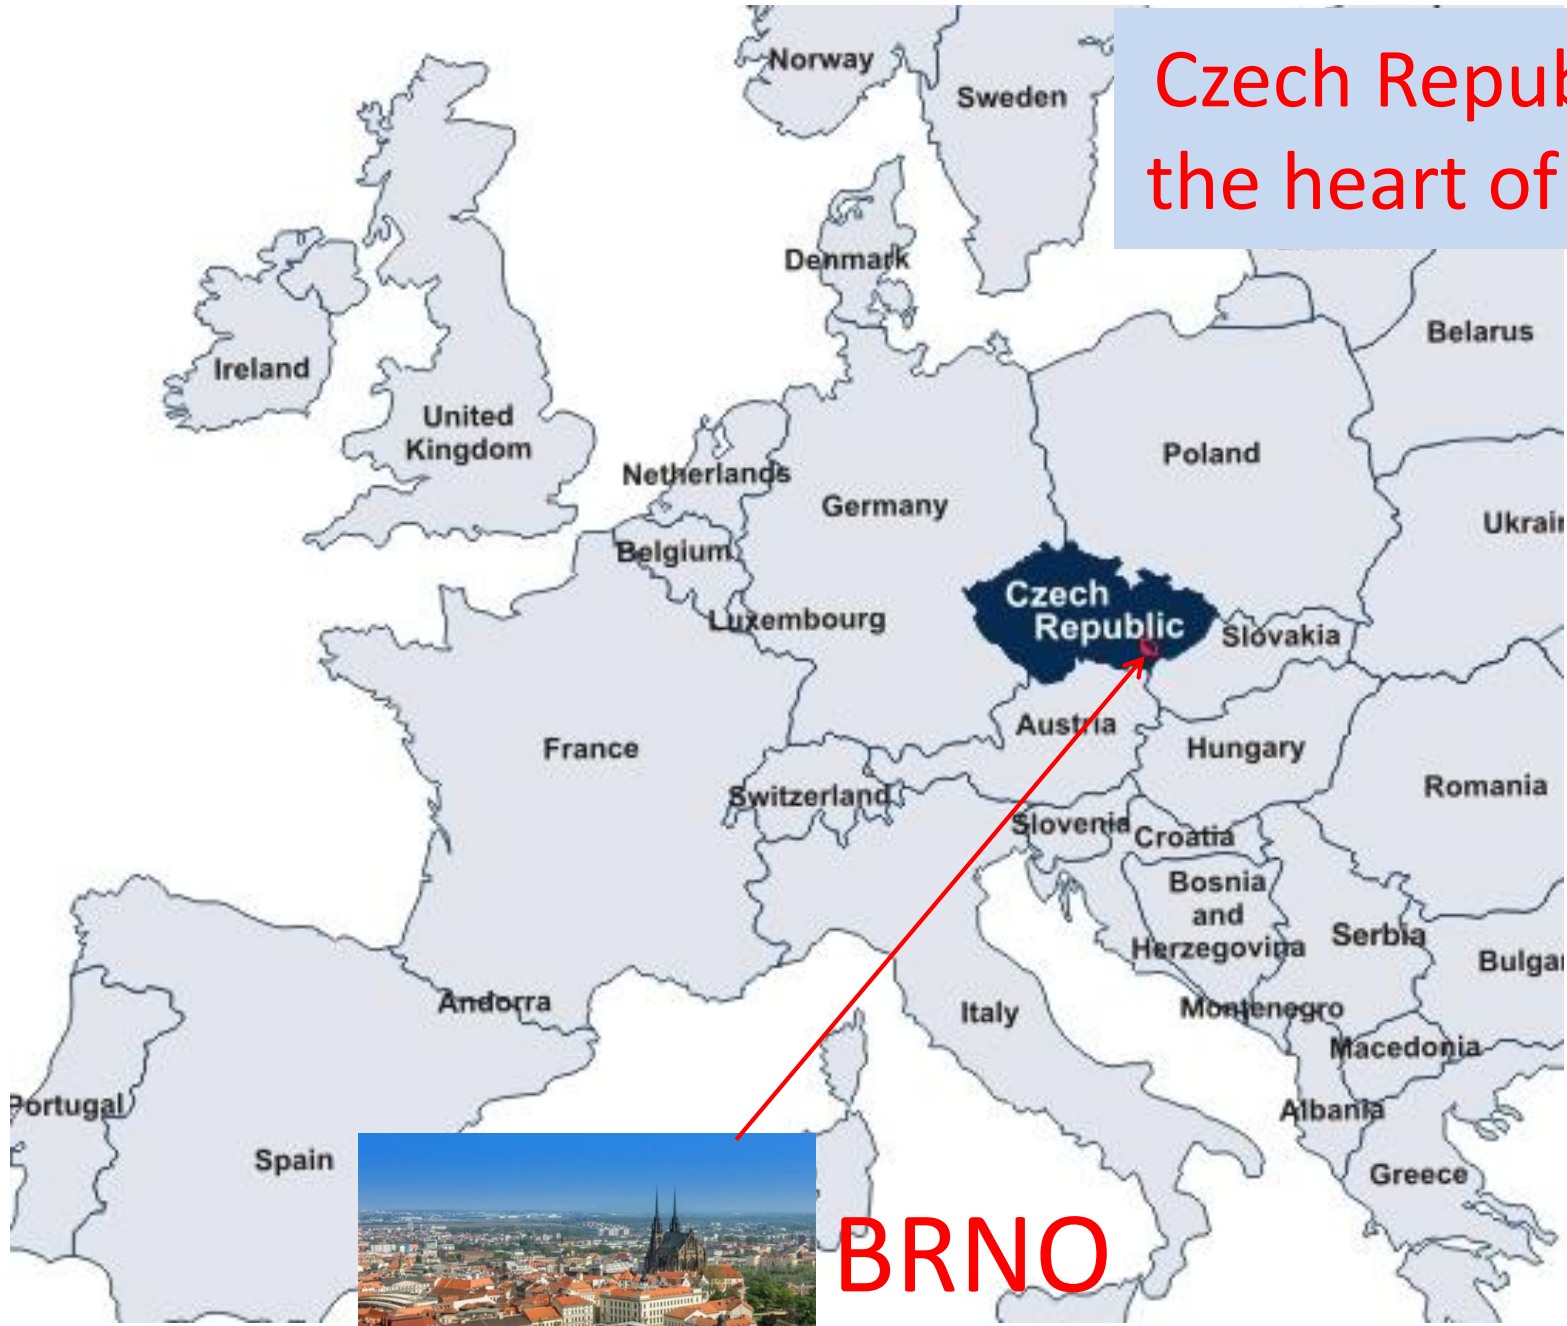 Norway
Sweden
Czech Repub
the heart of
Denmark
Belarus
Ireland
United
Kingdom
Poland
Netherlands
Germany
Ukrain
Belgium
Czech
Republic
Luxembourg
Slovakia
Austria
France
Hungary
Switzerland
Romania
Slovenia
Croatia
Bosnia
and
Herzegovina
Serbia
Bulgar
Andorra
Italy
Montenegro
Macedonia
Portugal
Albania
Spain
Greece
BRNO